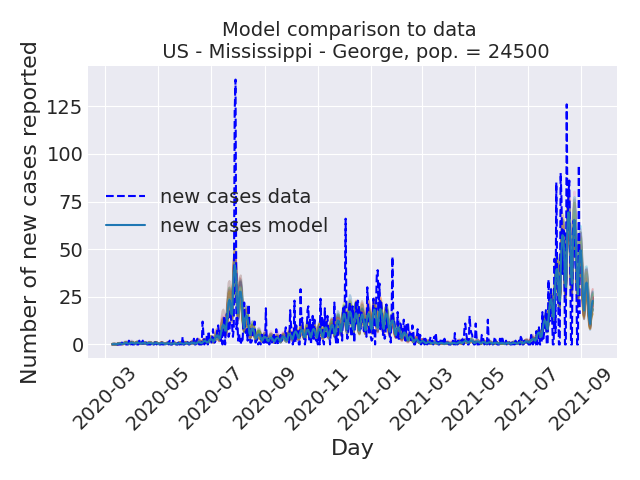 Model comparison to data
US - Mississippi - George, pop. = 24500
Number of new cases reported
125
100
75
50
25
0
new cases data
new cases model
2020-03
2020-05
2020-07
2020-09
2020-11
2021-01
2021-03
2021-05
2021-07
2021-09
Day